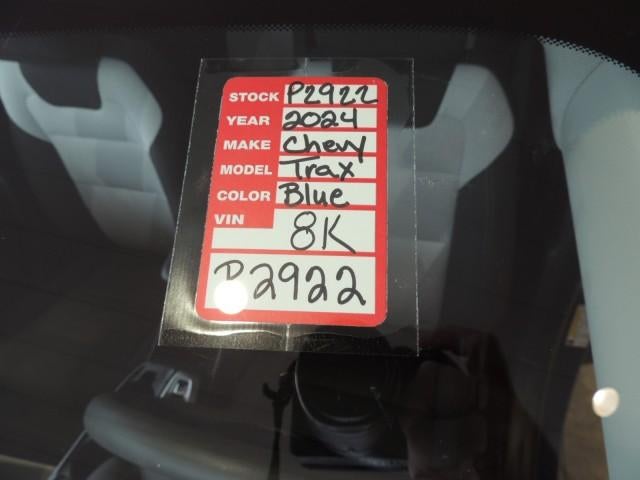 STOCK P2922
YEAR 2024
MAKE Chevy
MODEL Trax
COLOR Blue
VIN
8K
P2922